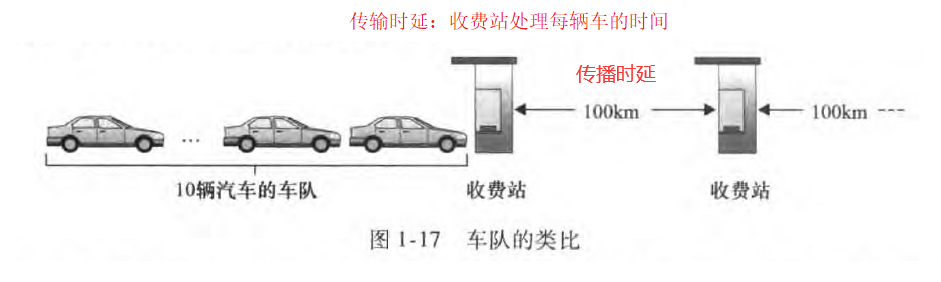 传输时延：收费站处理每辆车的时间
传播时延
100km
100km
...
10辆汽车的车队
收费站
收费站
图 1-17 车队的类比